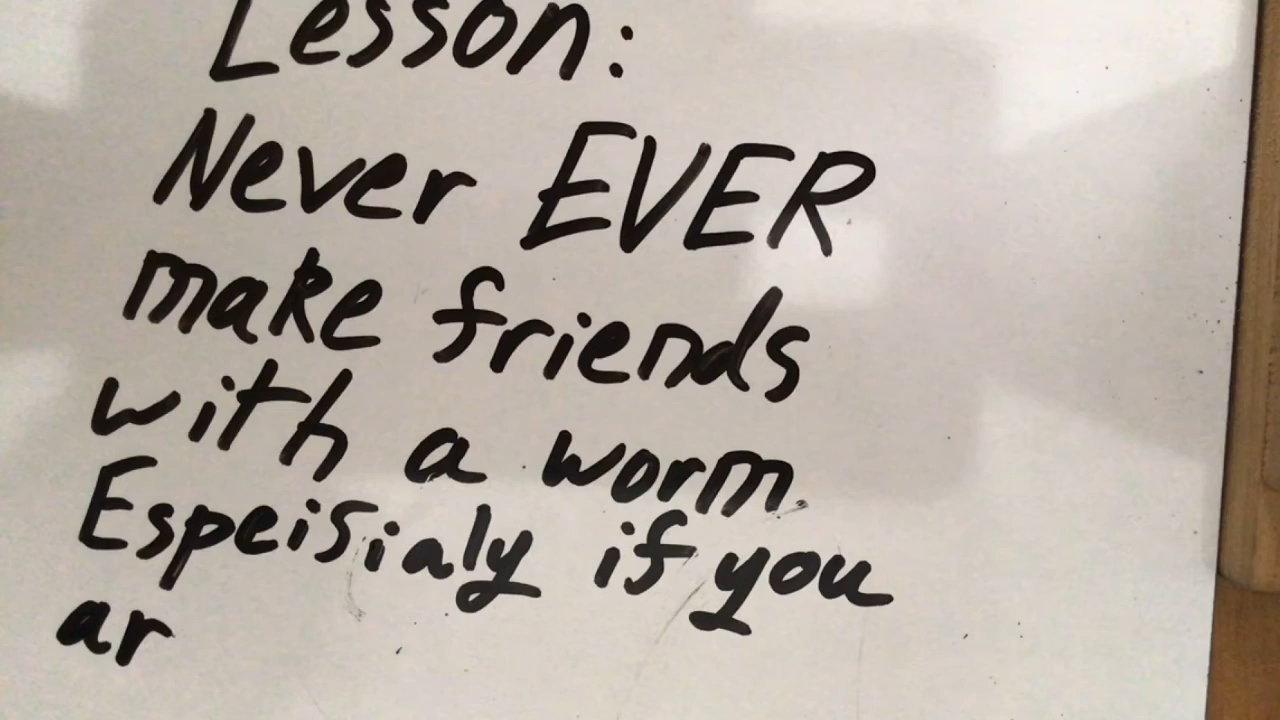 Lesson:
Never EVER
make friends
with a worm.
Espeisialy if you
ar